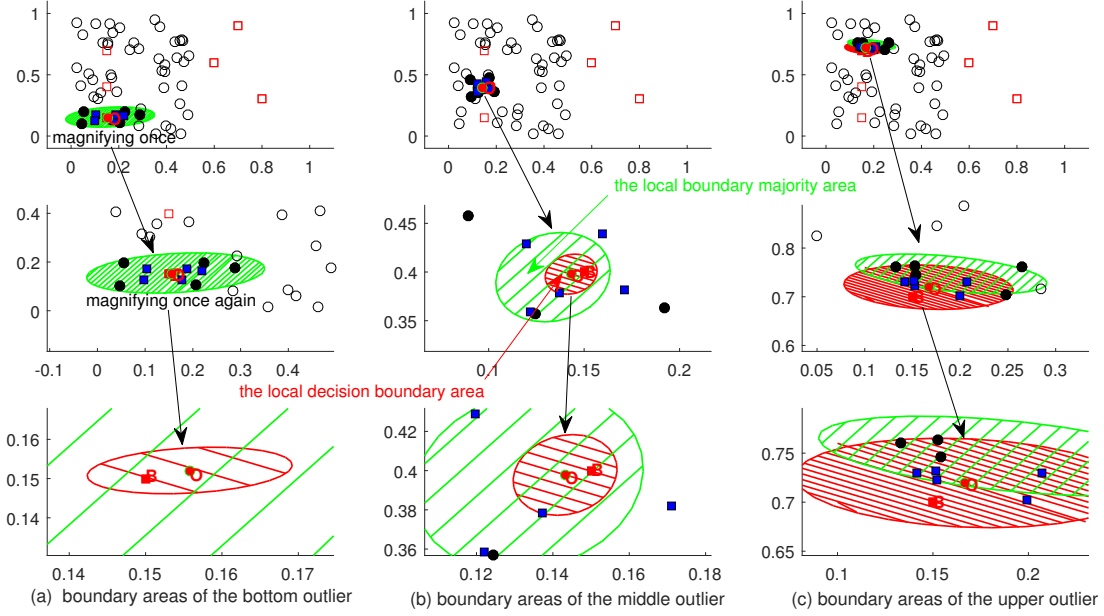 1
0.5
0
magnifying once
0 0.2 0.4 0.6 0.8 1
1
0.5
0
0 0.2 0.4 0.6 0.8 1
1
0.5
0
0 0.2 0.4 0.6 0.8 1
the local boundary majority area
0.4
0.2
0
magnifying once again
-0.1 0 0.1 0.2 0.3 0.4
0.45
0.4
0.35
B
O
0.1 0.15 0.2
0.8
0.7
0.6
O
B
0.05 0.1 0.15 0.2 0.25 0.3
the local decision boundary area
0.16
0.15
0.14
B
O
0.14 0.15 0.16 0.17
0.42
0.4
0.38
0.36
B
O
0.12 0.14 0.16 0.18
0.75
0.7
0.65
O
B
0.1 0.15 0.2
(a) boundary areas of the bottom outlier
(b) boundary areas of the middle outlier
(c) boundary areas of the upper outlier